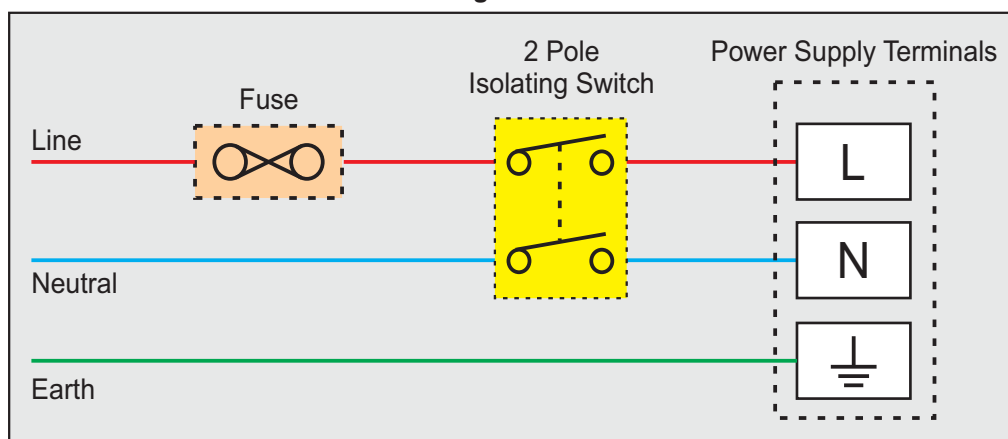 2 Pole
Isolating Switch
Power Supply Terminals
Fuse
Line
L
Neutral
N
Earth